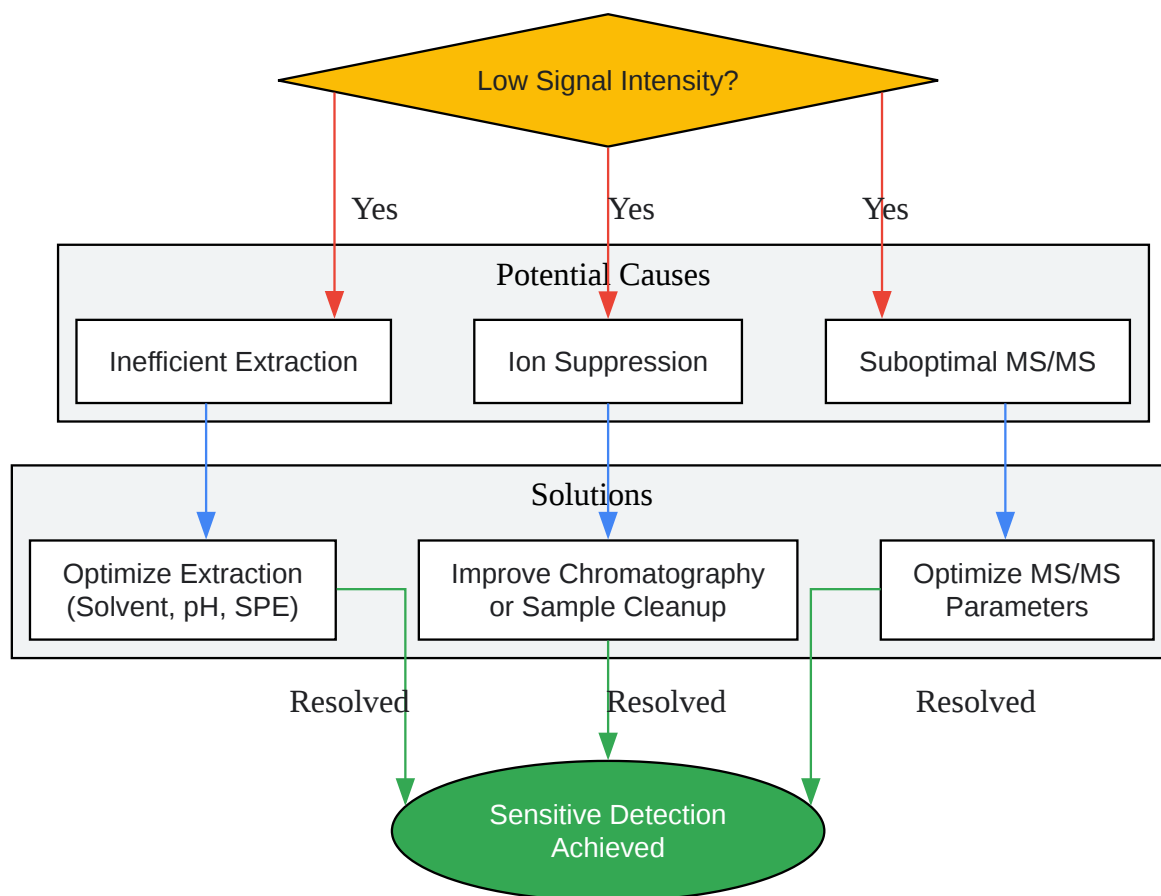 Low Signal Intensity?
Yes
Yes
Yes
Potential Causes
Inefficient Extraction
Ion Suppression
Suboptimal MS/MS
Solutions
Optimize Extraction
(Solvent, pH, SPE)
Improve Chromatography
or Sample Cleanup
Optimize MS/MS
Parameters
Resolved
Resolved
Resolved
Sensitive Detection
Achieved